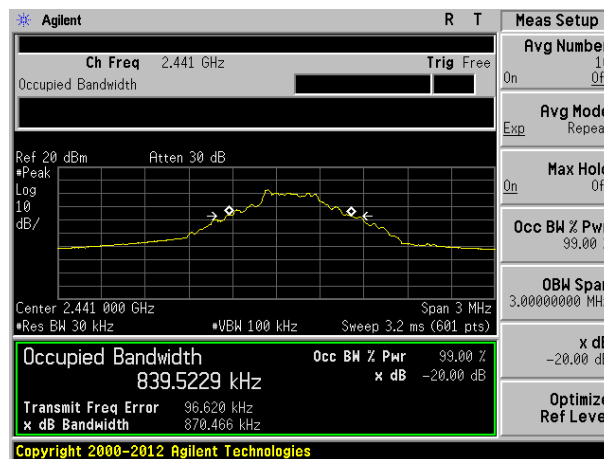 Agilent R T
Ch Freq 2.441 GHz Trig Free
Occupied Bandwidth
Ref 20 dBm Atten 30 dB
#Peak
Log
10
dB/
Center 2.441 000 GHz Span 3 MHz
#Res BW 30 kHz #VBW 100 kHz Sweep 3.2 ms (601 pts)
Occupied Bandwidth Occ BW % Pwr 99.00 %
839.5229 kHz x dB -20.00 dB
Transmit Freq Error 96.620 kHz
x dB Bandwidth 870.466 kHz
Copyright 2000-2012 Agilent Technologies
Meas Setup
Avg Number
10
On Of
Avg Mode
Exp Repea
Max Hold
On Of
Occ BW % Pwr
99.00
OBW Span
3.00000000 MH
x dB
-20.00 dB
Optimize
Ref Level